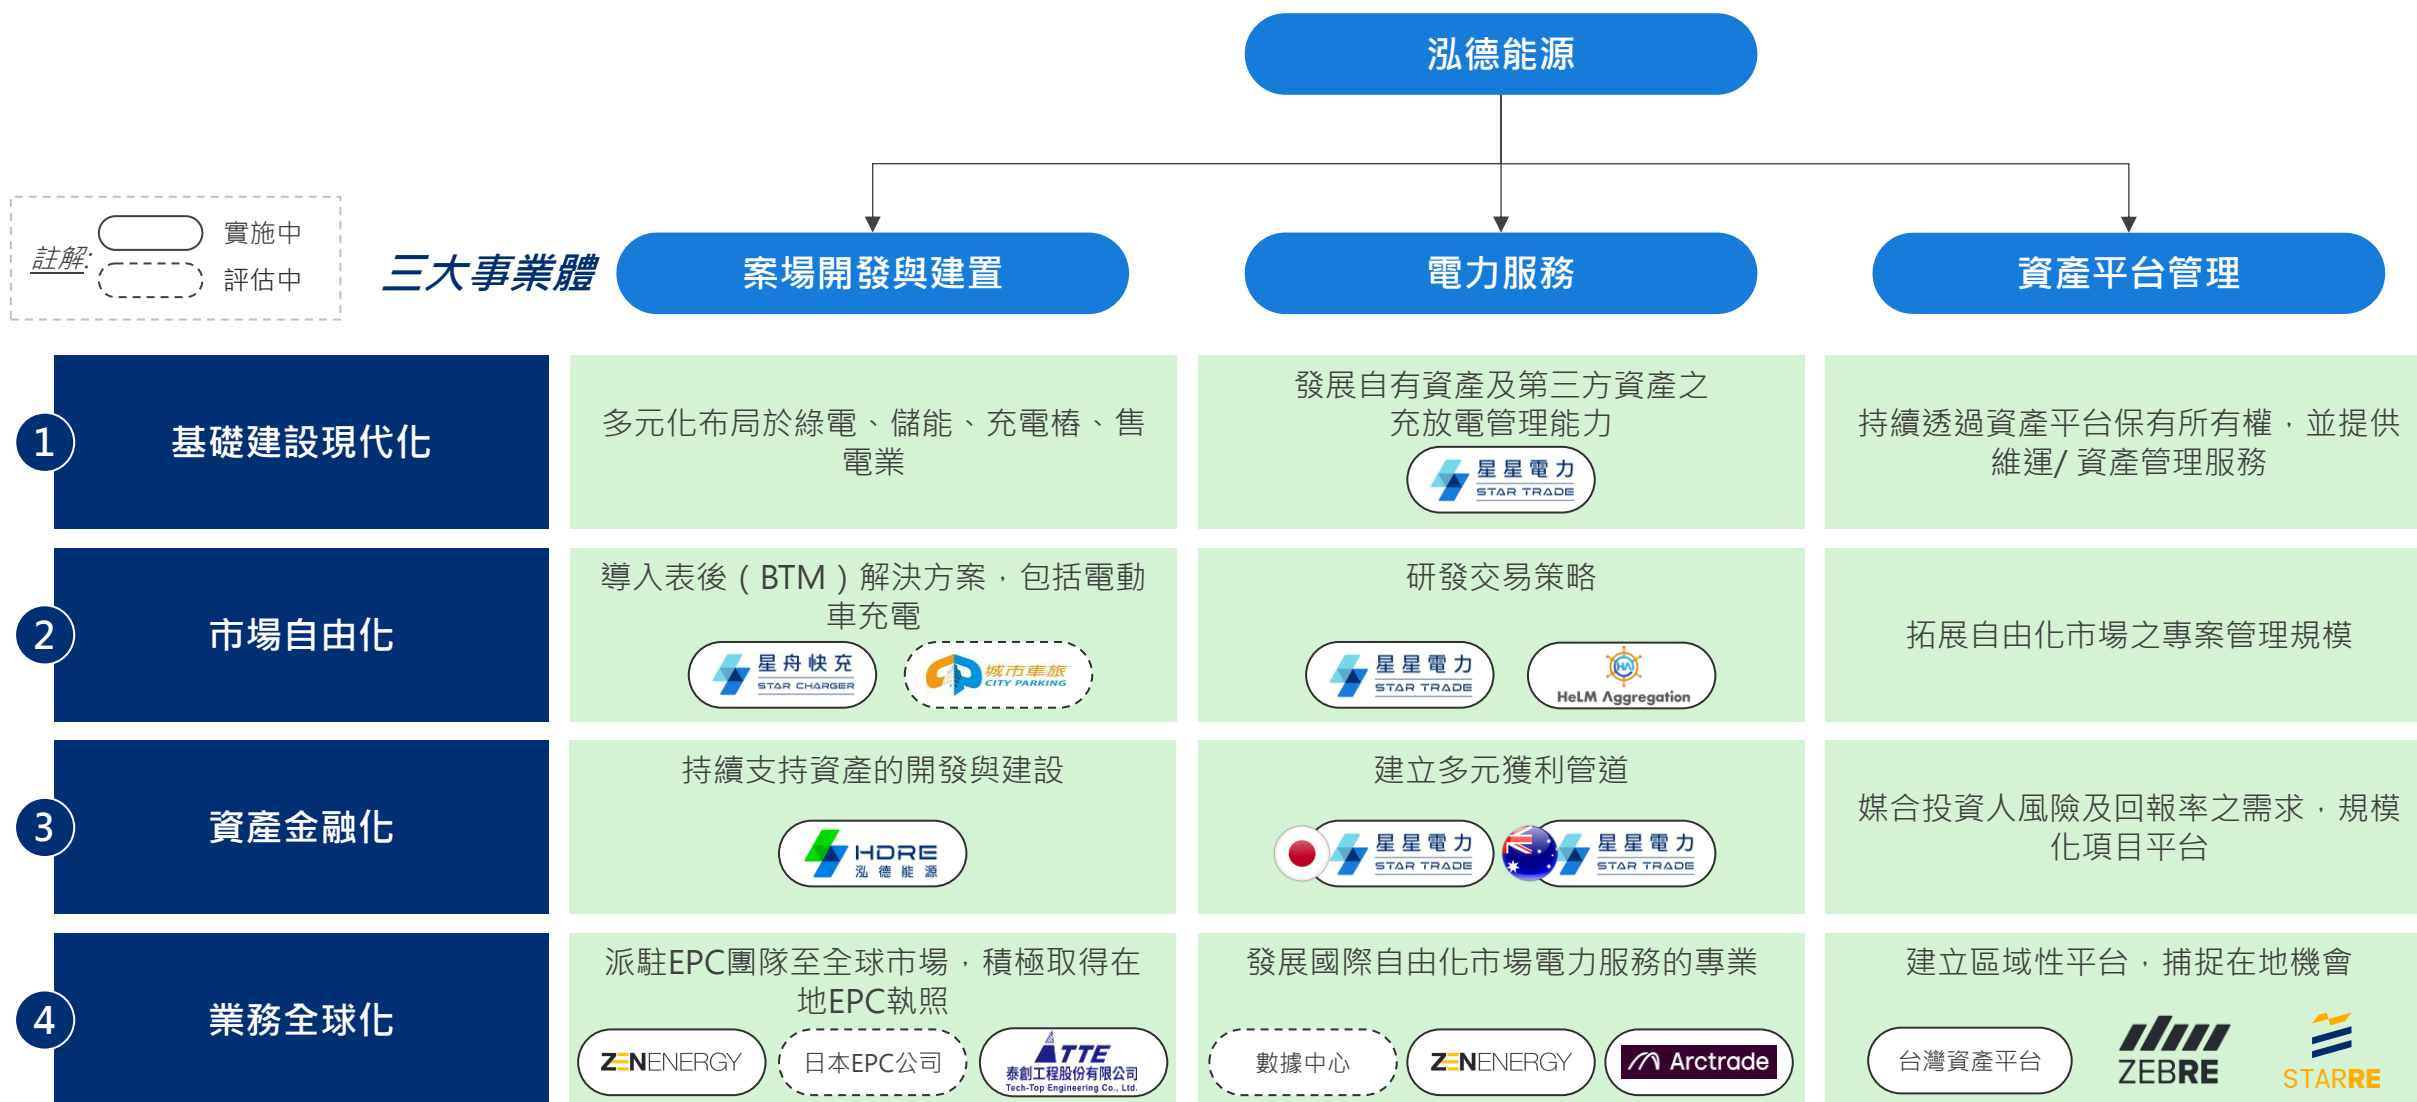 泓德能源
註解:
實施中
評估中
三大事業體
案場開發與建置
電力服務
資產平台管理
1
基礎建設現代化
多元化布局於綠電、儲能、充電樁、售
電業
發展自有資產及第三方資產之
充放電管理能力
星星電力
STAR TRADE
持續透過資產平台保有所有權，並提供
維運/ 資產管理服務
2
市場自由化
導入表後（BTM）解決方案，包括電動
車充電
星舟快充
STAR CHARGER
城市車旅
CITY PARKING
研發交易策略
星星電力
STAR TRADE
HA
HeLM Aggregation
拓展自由化市場之專案管理規模
3
資產金融化
持續支持資產的開發與建設
HDRE
泓德能源
建立多元獲利管道
星星電力
STAR TRADE
星星電力
STAR TRADE
媒合投資人風險及回報率之需求，規模
化項目平台
4
業務全球化
派駐EPC團隊至全球市場，積極取得在
地EPC執照
ZENENERGY
日本EPC公司
TTE
泰創工程股份有限公司
Tech-Top Engineering Co., Ltd.
發展國際自由化市場電力服務的專業
數據中心
ZENENERGY
Arctrade
建立區域性平台，捕捉在地機會
台灣資產平台
ZEBRE
STARRE